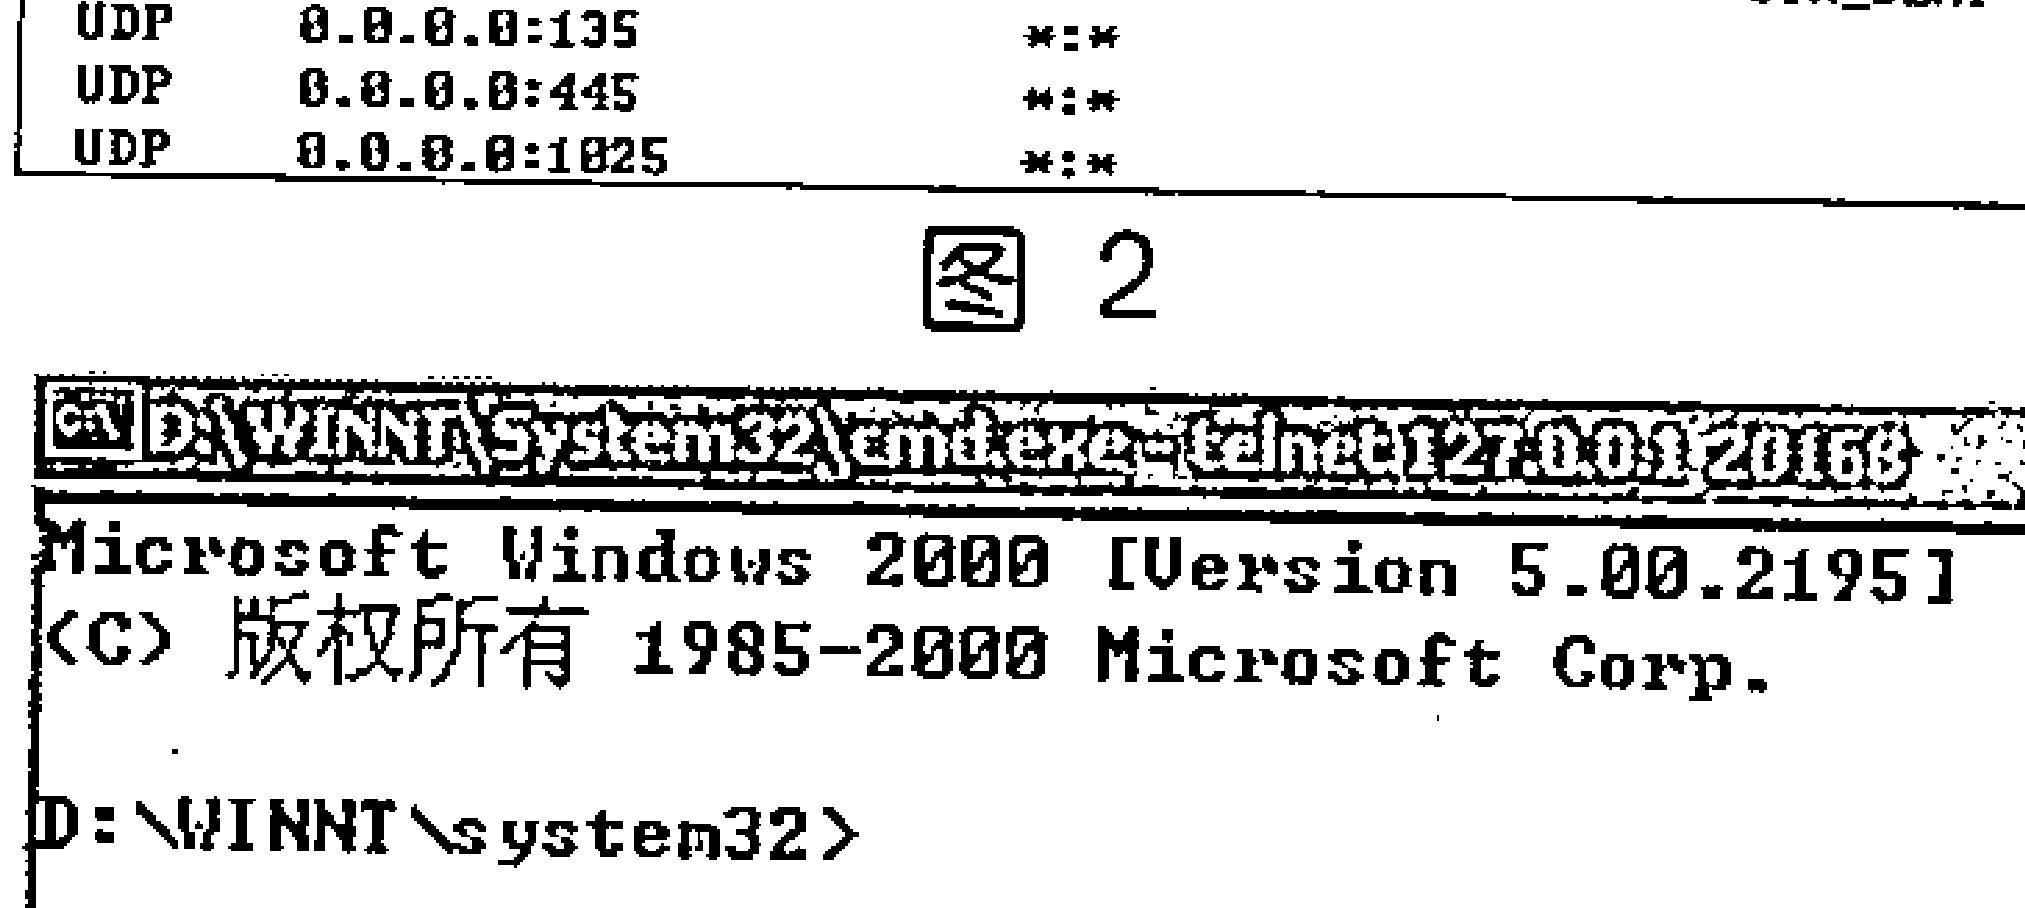 UDP 0.0.0.0:135 *:*
UDP 0.0.0.0:445 *:*
UDP 0.0.0.0:1025 *:*
图 2
D:\WINNT\System32\cmd.exe - telnet 127.0.0.1 20168
Microsoft Windows 2000 [Version 5.00.2195]
(C) 版权所有 1985-2000 Microsoft Corp.
D:\WINNT\system32>